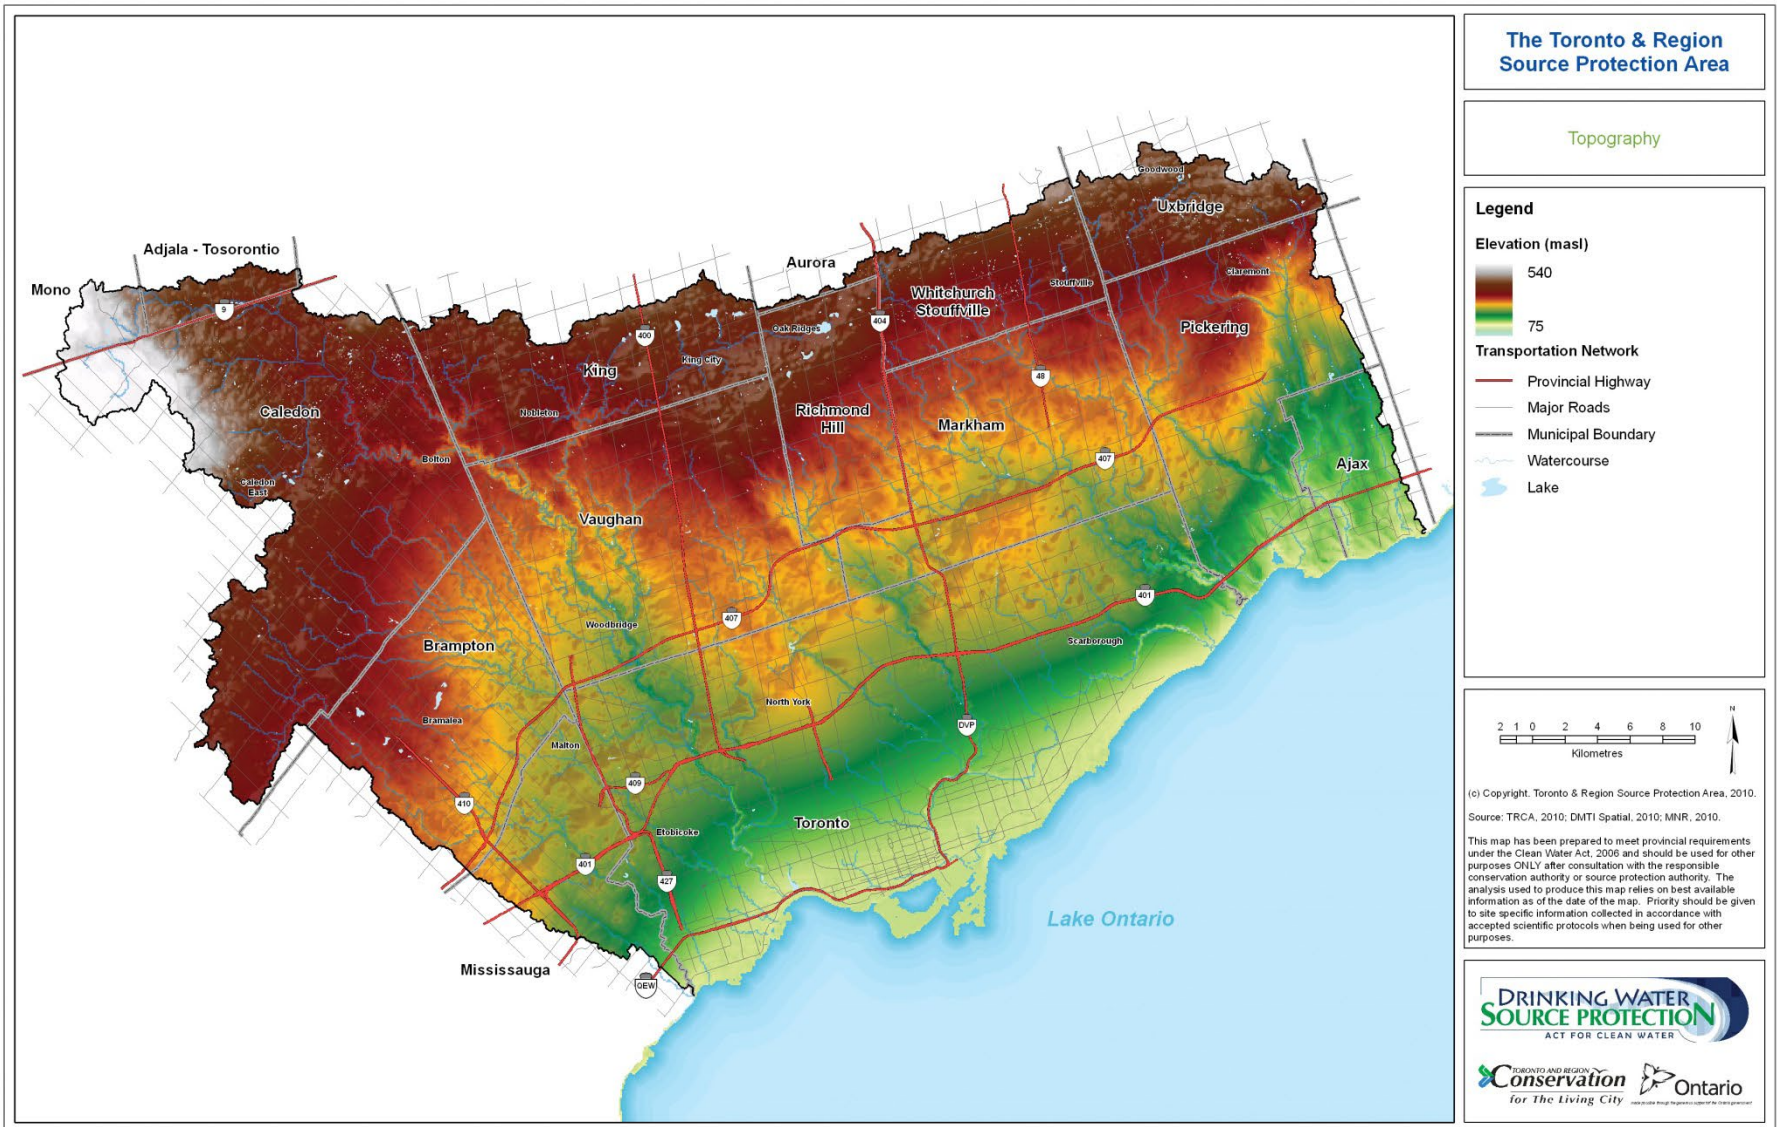 The Toronto & Region
Source Protection Area
Topography
Legend
Elevation (masl)
540
75
Transportation Network
Provincial Highway
Major Roads
Municipal Boundary
Watercourse
Lake
N
2 1 0 2 4 6 8 10
Kilometres
(c) Copyright. Toronto & Region Source Protection Area, 2010.
Source: TRCA, 2010; DMTI Spatial, 2010; MNR, 2010.
This map has been prepared to meet provincial requirements
under the Clean Water Act, 2006 and should be used for other
purposes ONLY after consultation with the responsible
conservation authority or source protection authority. The
analysis used to produce this map relies on best available
information as of the date of the map. Priority should be given
to site specific information collected in accordance with
accepted scientific protocols when being used for other
purposes.
DRINKING WATER
SOURCE PROTECTION
ACT FOR CLEAN WATER
TORONTO AND REGION
Conservation
for The Living City
Ontario
Goodwood
Uxbridge
Adjala - Tosorontio
Mono
Aurora
Claremont
Stouffville
Whitchurch
Stouffville
9
404
Pickering
Oak Ridges
400
King City
King
48
Caledon
Nobleton
Richmond
Hill
Markham
Bolton
407
Ajax
Caledon
East
Vaughan
401
407
Woodbridge
Scarborough
Brampton
North York
Bramalea
DVP
Malton
409
410
Toronto
Etobicoke
401
427
Lake Ontario
Mississauga
QEW